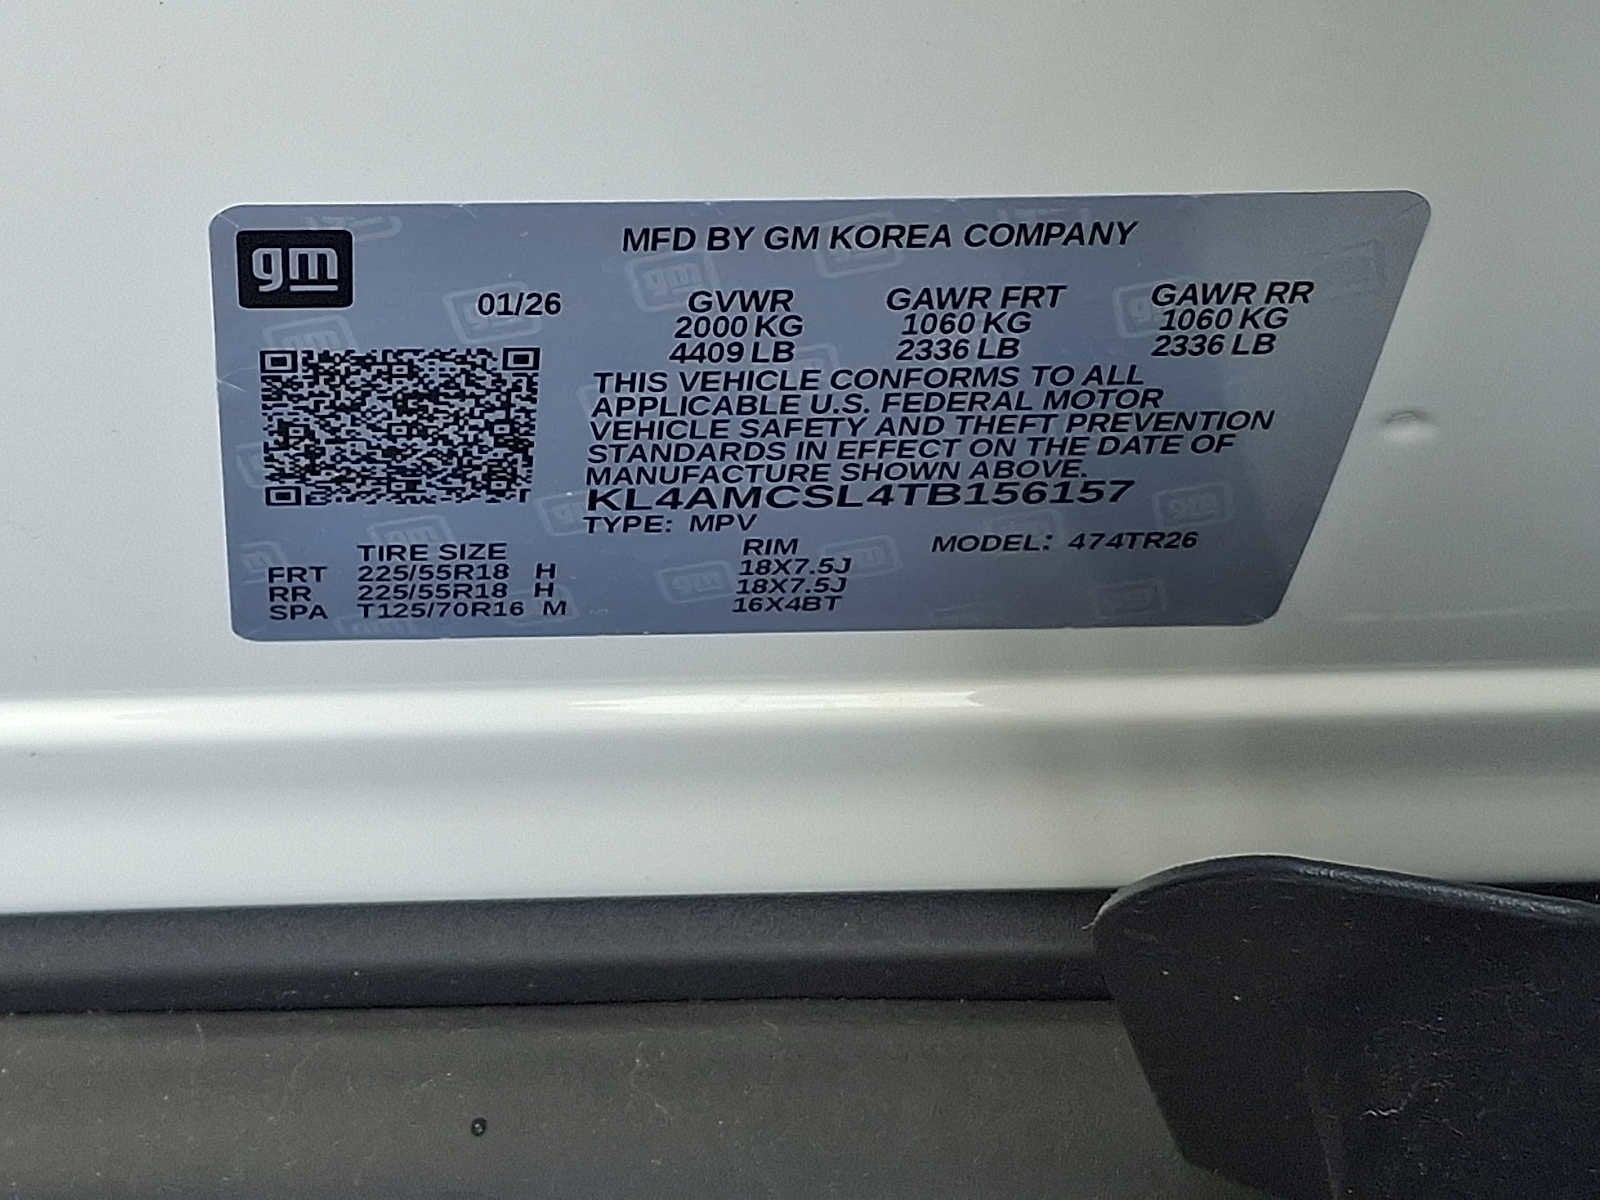 gm
MFD BY GM KOREA COMPANY
01/26 GVWR GAWR FRT GAWR RR
2000 KG 1060 KG 1060 KG
4409 LB 2336 LB 2336 LB
THIS VEHICLE CONFORMS TO ALL
APPLICABLE U.S. FEDERAL MOTOR
VEHICLE SAFETY AND THEFT PREVENTION
STANDARDS IN EFFECT ON THE DATE OF
MANUFACTURE SHOWN ABOVE.
KL4AMCSL4TB156157
TYPE: MPV
TIRE SIZE RIM MODEL: 474TR26
FRT 225/55R18 H 18X7.5J
RR 225/55R18 H 18X7.5J
SPA T125/70R16 M 16X4BT